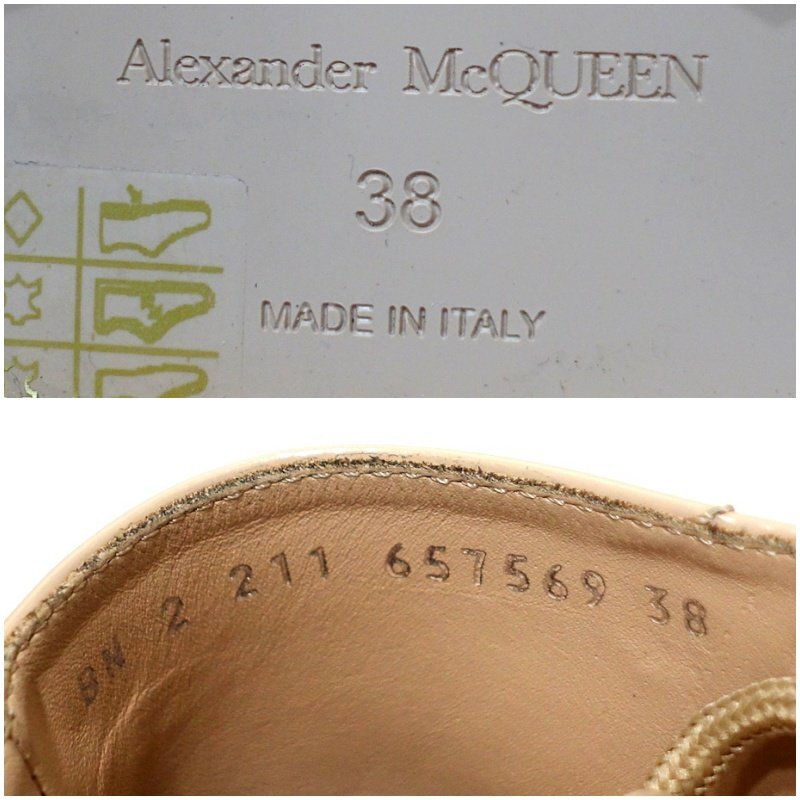 Alexander McQUEEN
38
MADE IN ITALY
BN 2 211 657569 38